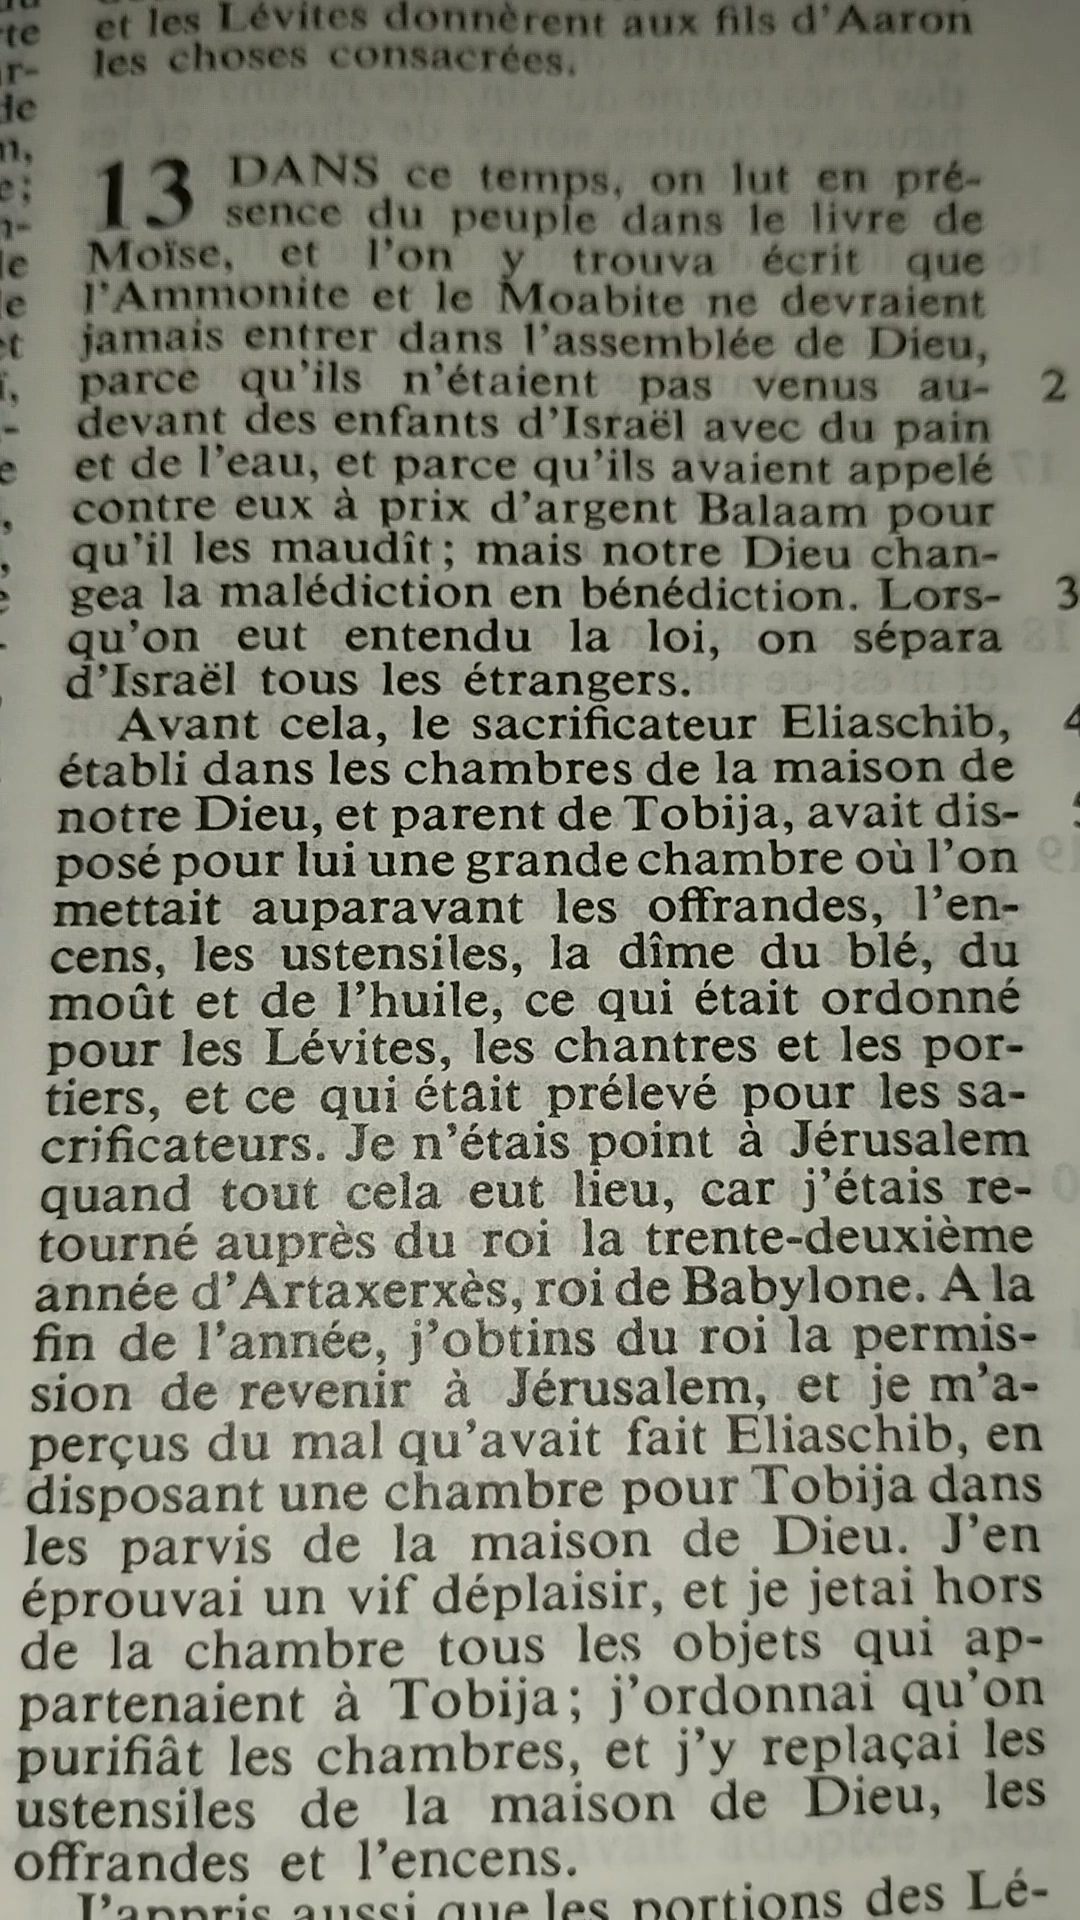 et les Lévites donnèrent aux fils d'Aaron
les choses consacrées.
13 DANS ce temps, on lut en pré-
sence du peuple dans le livre de
Moïse, et l'on y trouva écrit que
l'Ammonite et le Moabite ne devraient
jamais entrer dans l'assemblée de Dieu,
parce qu'ils n'étaient pas venus au- 2
devant des enfants d'Israël avec du pain
et de l'eau, et parce qu'ils avaient appelé
contre eux à prix d'argent Balaam pour
qu'il les maudît; mais notre Dieu chan-
gea la malédiction en bénédiction. Lors- 3
qu'on eut entendu la loi, on sépara
d'Israël tous les étrangers.
Avant cela, le sacrificateur Eliaschib, 4
établi dans les chambres de la maison de
notre Dieu, et parent de Tobija, avait dis- 5
posé pour lui une grande chambre où l'on
mettait auparavant les offrandes, l'en-
cens, les ustensiles, la dîme du blé, du
moût et de l'huile, ce qui était ordonné
pour les Lévites, les chantres et les por-
tiers, et ce qui était prélevé pour les sa-
crificateurs. Je n'étais point à Jérusalem
quand tout cela eut lieu, car j'étais re-
tourné auprès du roi la trente-deuxième
année d'Artaxerxès, roi de Babylone. A la
fin de l'année, j'obtins du roi la permis-
sion de revenir à Jérusalem, et je m'a-
perçus du mal qu'avait fait Eliaschib, en
disposant une chambre pour Tobija dans
les parvis de la maison de Dieu. J'en
éprouvai un vif déplaisir, et je jetai hors
de la chambre tous les objets qui ap-
partenaient à Tobija; j'ordonnai qu'on
purifiât les chambres, et j'y replaçai les
ustensiles de la maison de Dieu, les
offrandes et l'encens.
J'appris aussi que les portions des Lé-